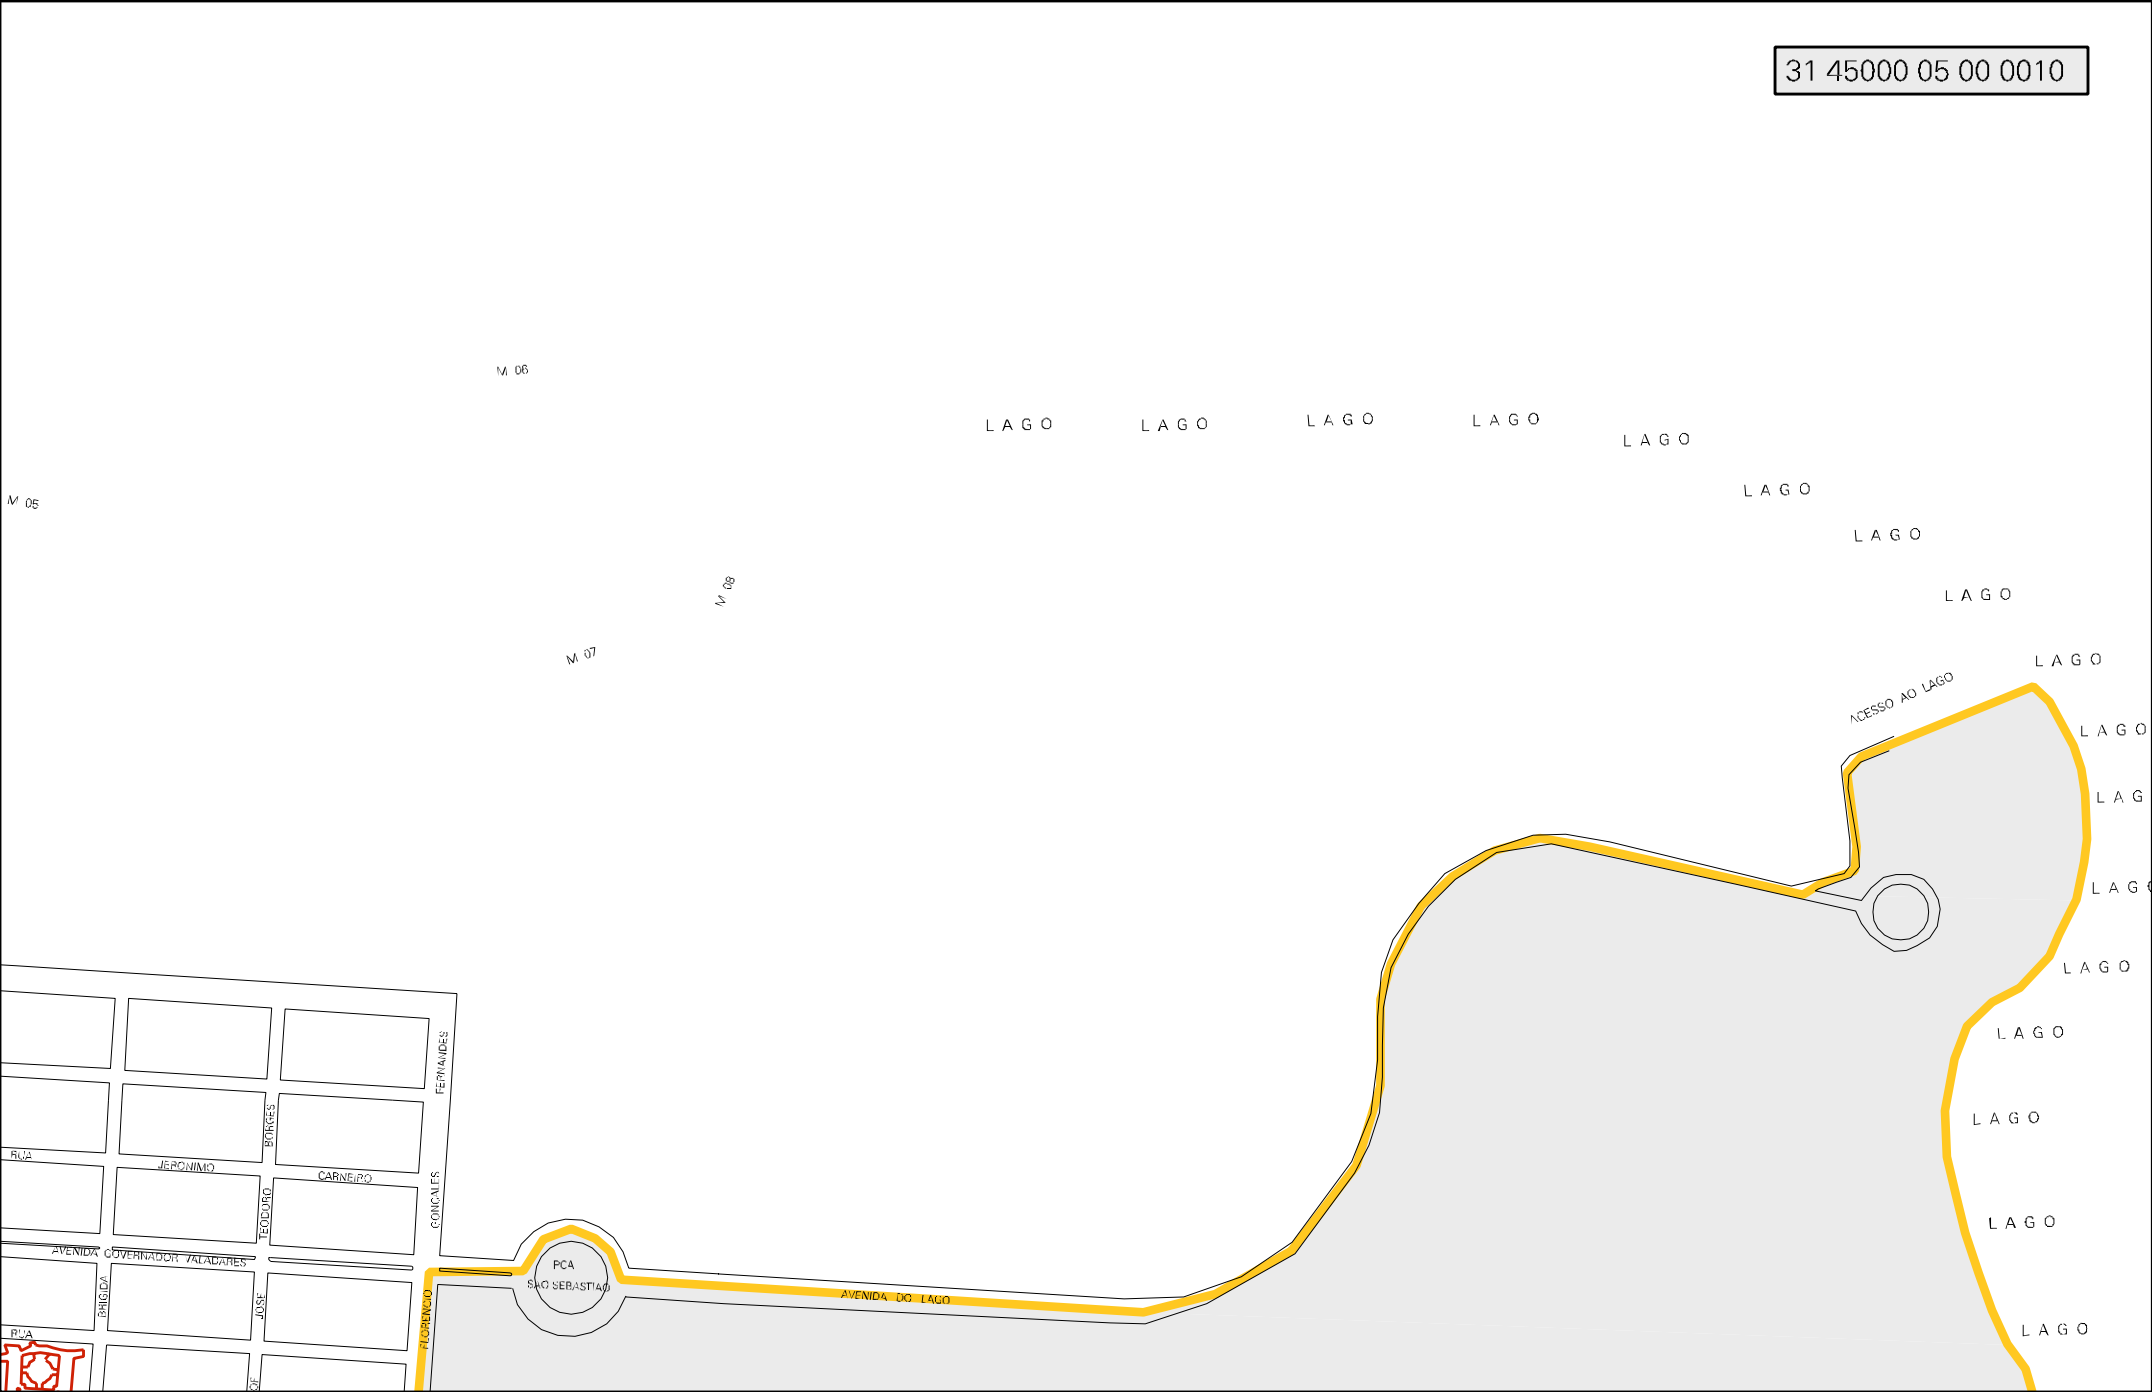 31 45000 05 00 0010
M 06
LAGO
LAGO
LAGO
LAGO
LAGO
LAGO
M 05
LAGO
M 08
LAGO
M 07
LAGO
ACESSO AO LAGO
LAGO
LAG
LAGO
LAGO
LAGO
FERNANDES
BORGES
LAGO
RUA
JERONIMO
CARNEIRO
GONCALES
TEODORO
LAGO
AVENIDA GOVERNADOR VALADARES
PCA
SAO SEBASTIAO
BRIGIDA
JOSE
AVENIDA DO LAGO
FLORENCIO
RUA
LAGO